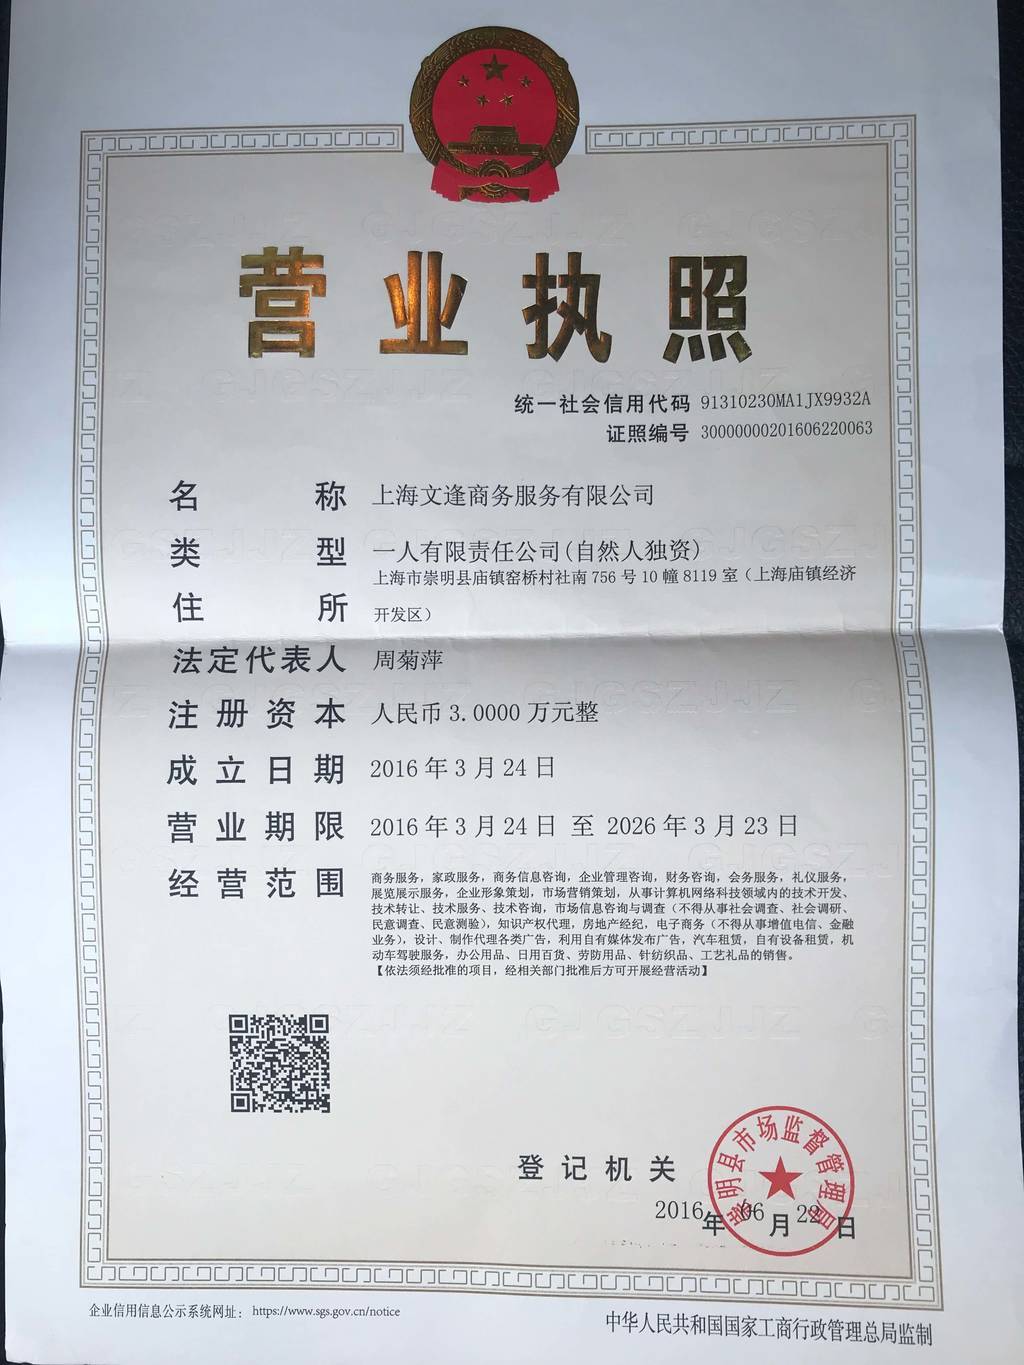 营业执照
统一社会信用代码 91310230MA1JX9932A
证照编号 30000000201606220063
名称 上海文逢商务服务有限公司
类型 一人有限责任公司(自然人独资)
住所 上海市崇明县庙镇窑桥村社南756号10幢8119室（上海庙镇经济
开发区）
法定代表人 周菊萍
注册资本 人民币3.0000万元整
成立日期 2016年3月24日
营业期限 2016年3月24日 至 2026年3月23日
经营范围 商务服务，家政服务，商务信息咨询，企业管理咨询，财务咨询，会务服务，礼仪服务，
展览展示服务，企业形象策划，市场营销策划，从事计算机网络科技领域内的技术开发、
技术转让、技术服务、技术咨询，市场信息咨询与调查（不得从事社会调查、社会调研、
民意调查、民意测验），知识产权代理，房地产经纪，电子商务（不得从事增值电信、金融
业务），设计、制作代理各类广告，利用自有媒体发布广告，汽车租赁，自有设备租赁，机
动车驾驶服务，办公用品、日用百货、劳防用品、针纺织品、工艺礼品的销售。
【依法须经批准的项目，经相关部门批准后方可开展经营活动】
登记机关
崇明县市场监督管理局
2016年06月22日
企业信用信息公示系统网址：https://www.sgs.gov.cn/notice
中华人民共和国国家工商行政管理总局监制